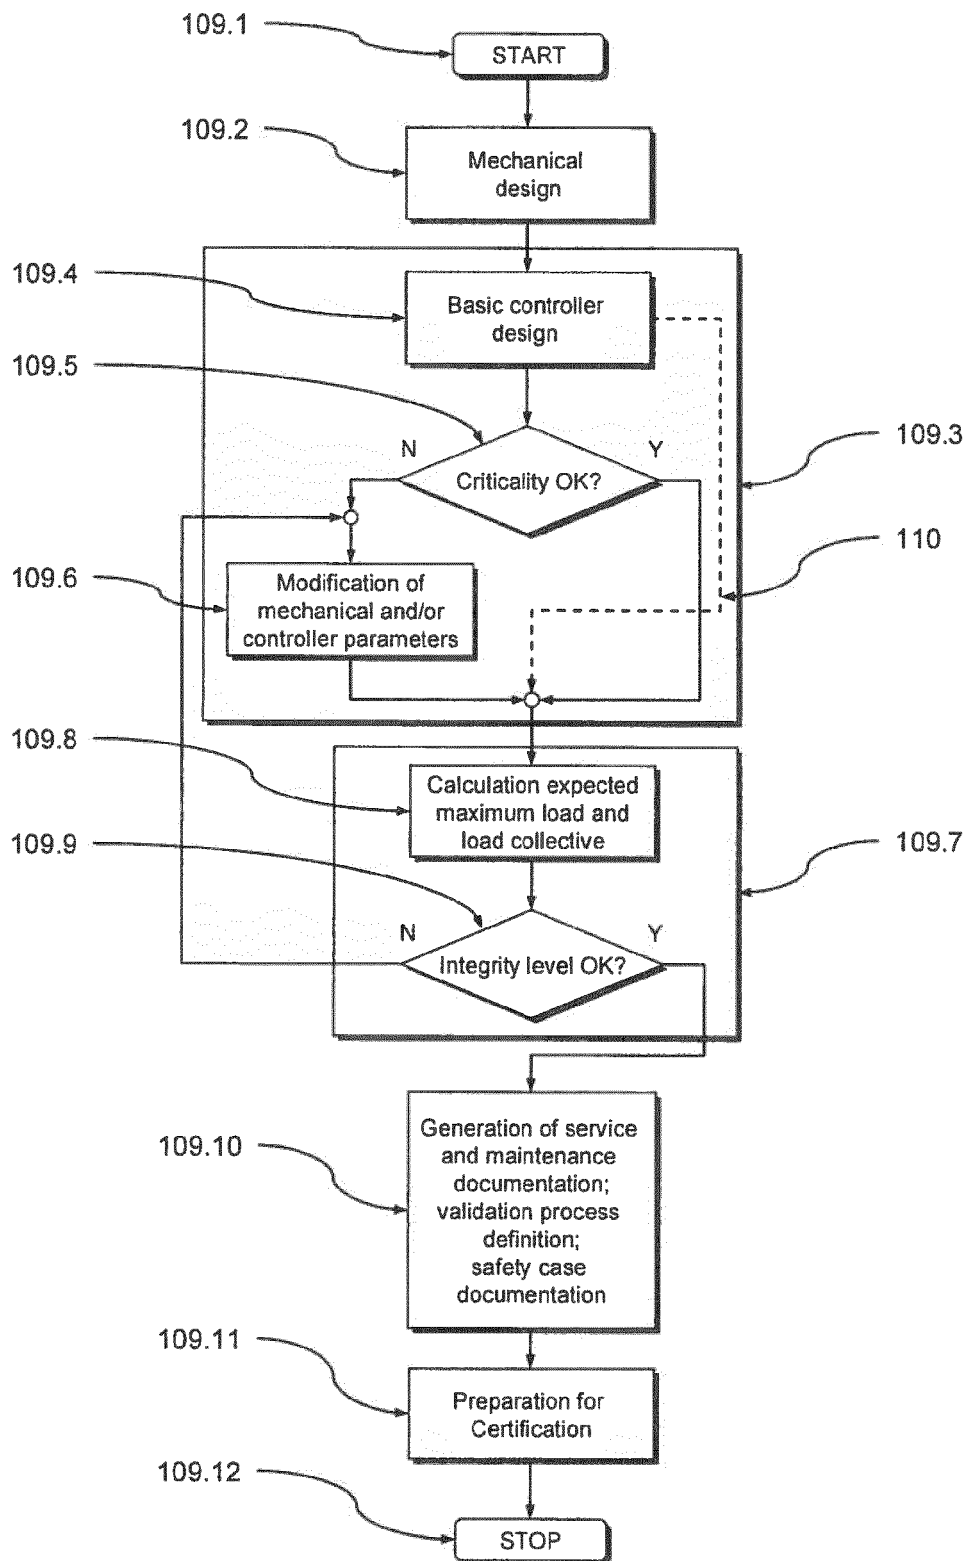 109.1
START
109.2
Mechanical
design
109.4
Basic controller
design
109.5
N
Y
109.3
Criticality OK?
110
109.6
Modification of
mechanical and/or
controller parameters
109.8
Calculation expected
maximum load and
load collective
109.9
109.7
N
Y
Integrity level OK?
109.10
Generation of service
and maintenance
documentation;
validation process
definition;
safety case
documentation
109.11
Preparation for
Certification
109.12
STOP